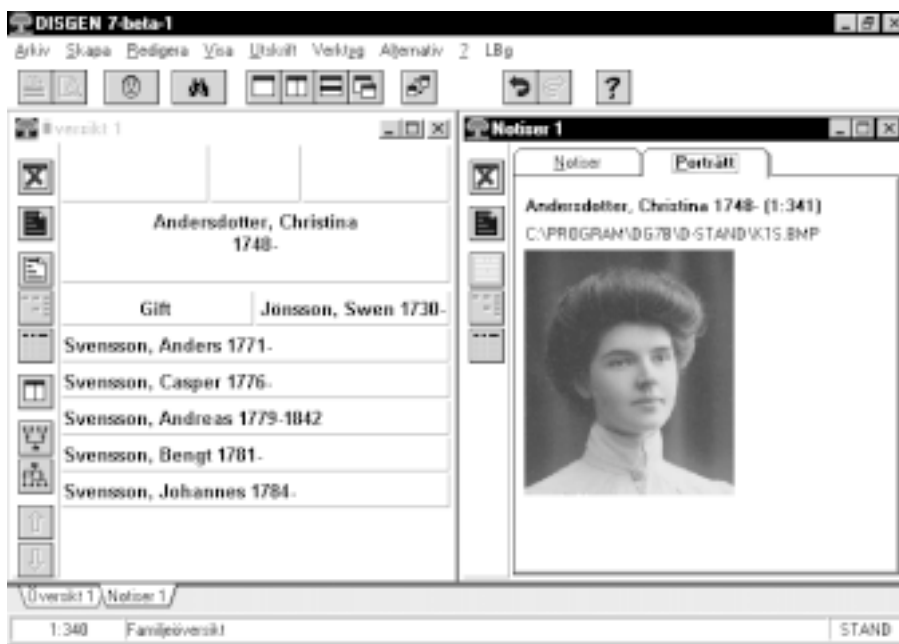 DISGEN 7-beta-1
Arkiv Skapa Redigera Visa Utskrift Verktyg Alternativ ? LBg
Översikt 1
Andersdotter, Christina
1748-
Gift Jönsson, Swen 1730-
Svensson, Anders 1771-
Svensson, Casper 1776-
Svensson, Andreas 1779-1842
Svensson, Bengt 1781-
Svensson, Johannes 1784-
Notiser 1
Notiser Porträtt
Andersdotter, Christina 1748- (1:341)
C:\PROGRAM\DG7B\D-STAND\K1S.BMP
Översikt 1 Notiser 1
1:340 Familjeöversikt STAND